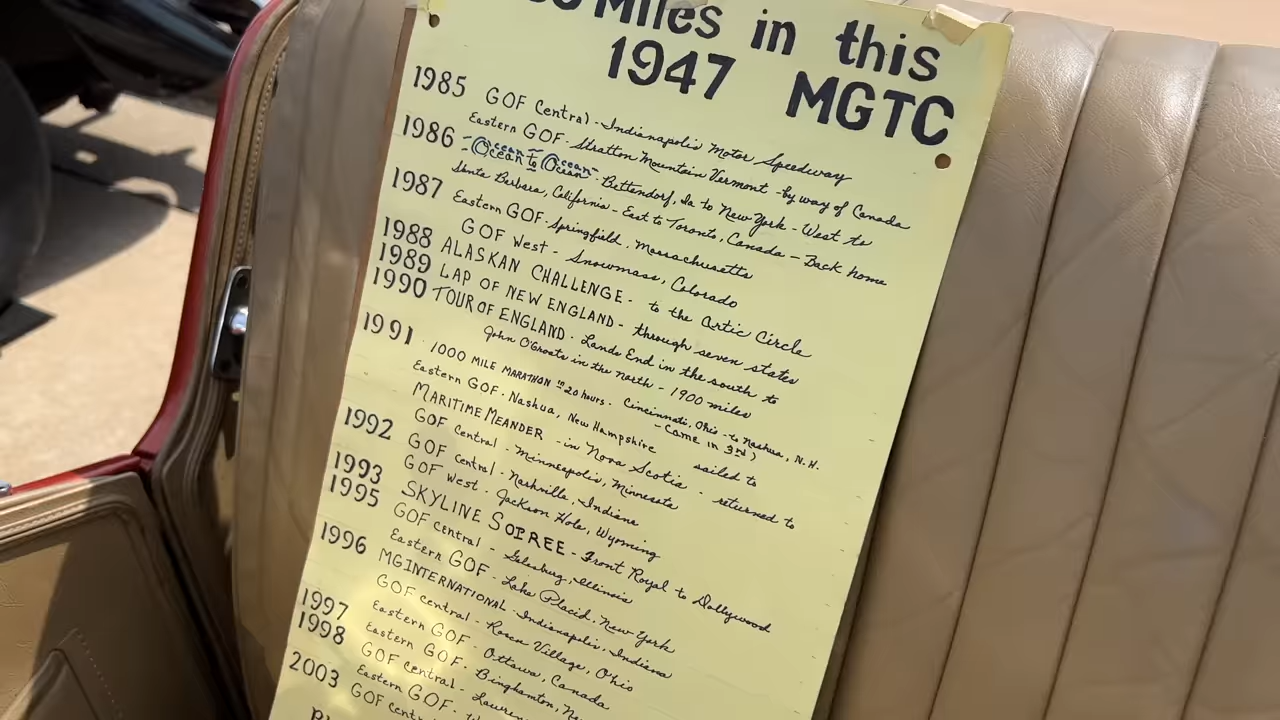 Miles in this
1947 MGTC
1985 GOF Central - Indianapolis Motor Speedway
Eastern GOF - Stratton Mountain Vermont - by way of Canada
1986 - Ocean to Ocean - Bettendorf, Ia to New York - West to
Santa Barbara, California - East to Toronto, Canada - Back home
1987 Eastern GOF - Springfield, Massachusetts
GOF West - Snowmass, Colorado
1988 ALASKAN CHALLENGE - to the Artic Circle
1989 LAP OF NEW ENGLAND - through seven states
1990 TOUR OF ENGLAND - Lands End in the south to
John O'Groats in the north - 1900 miles
1991 - 1000 MILE MARATHON in 20 hours - Cincinnati, Ohio - to Nashua, N.H.
- came in 3rd)
Eastern GOF - Nashua, New Hampshire sailed to
MARITIME MEANDER - in Nova Scotia - returned to
GOF Central - Minneapolis, Minnesota
1992 GOF Central - Nashville, Indiana
GOF West - Jackson Hole, Wyoming
1993 SKYLINE SOIREE - Front Royal to Dollywood
1995 GOF Central - Galesburg, Illinois
Eastern GOF - Lake Placid, New York
1996 MG INTERNATIONAL - Indianapolis, Indiana
GOF Central - Village, Ohio
1997 Eastern GOF - Ottawa, Canada
1998 Eastern GOF - Binghamton,
GOF Central -
2003 Eastern GOF -
GOF